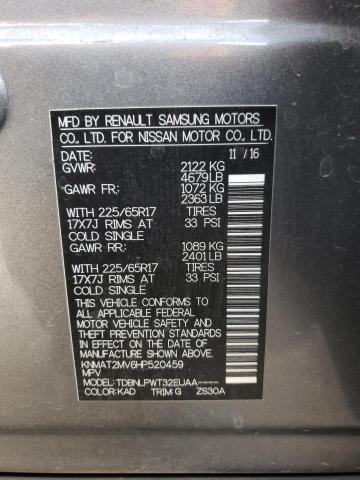 MFD BY RENAULT SAMSUNG MOTORS
CO., LTD. FOR NISSAN MOTOR CO., LTD.
DATE: 11 / 16
GVWR: 2122 KG
4679 LB
GAWR FR: 1072 KG
2363 LB
WITH 225/65R17 TIRES
17X7J RIMS AT 33 PSI
COLD SINGLE
GAWR RR: 1089 KG
2401 LB
WITH 225/65R17 TIRES
17X7J RIMS AT 33 PSI
COLD SINGLE
THIS VEHICLE CONFORMS TO
ALL APPLICABLE FEDERAL
MOTOR VEHICLE SAFETY AND
THEFT PREVENTION STANDARDS
IN EFFECT ON THE DATE OF
MANUFACTURE SHOWN ABOVE.
KNMAT2MV6HP520459
MPV
MODEL: TDBNLPWT32EUAA-----
COLOR: KAD TRIM: G ZS30A